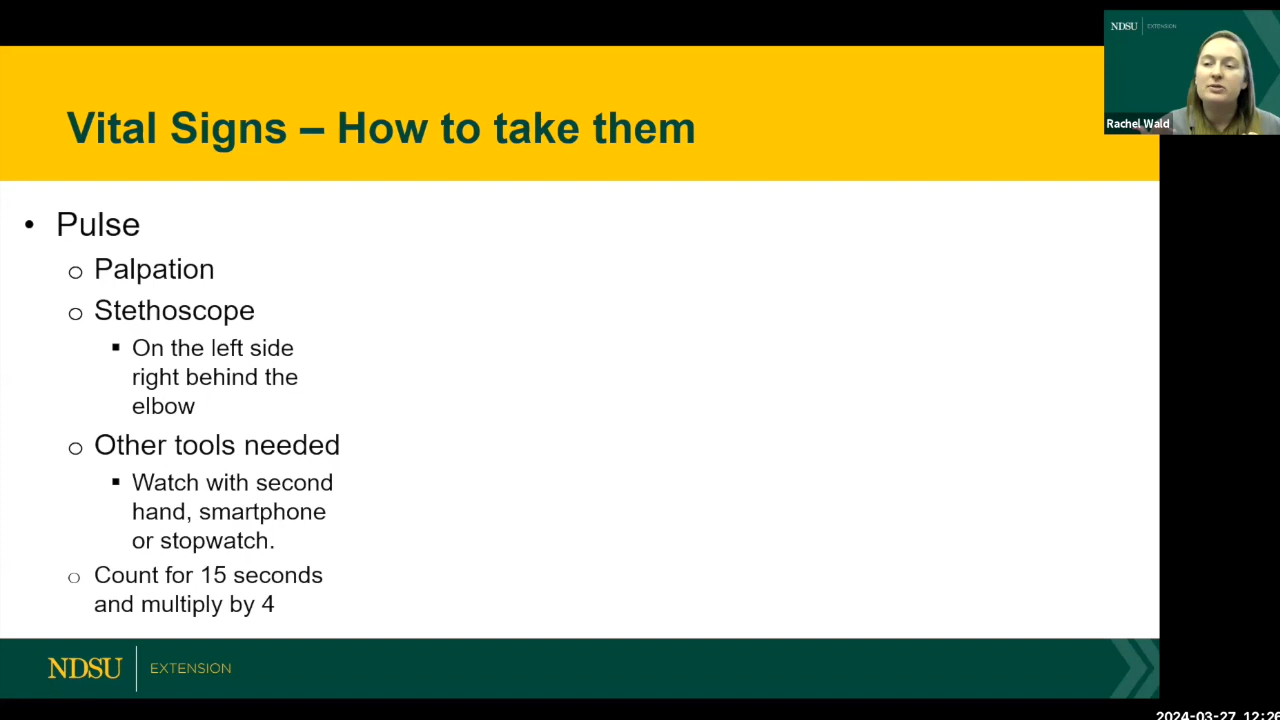 NDSU EXTENSION
Rachel Wald
Vital Signs – How to take them
• Pulse
o Palpation
o Stethoscope
▪ On the left side
right behind the
elbow
o Other tools needed
▪ Watch with second
hand, smartphone
or stopwatch.
o Count for 15 seconds
and multiply by 4
NDSU EXTENSION
2024-03-27 12:26